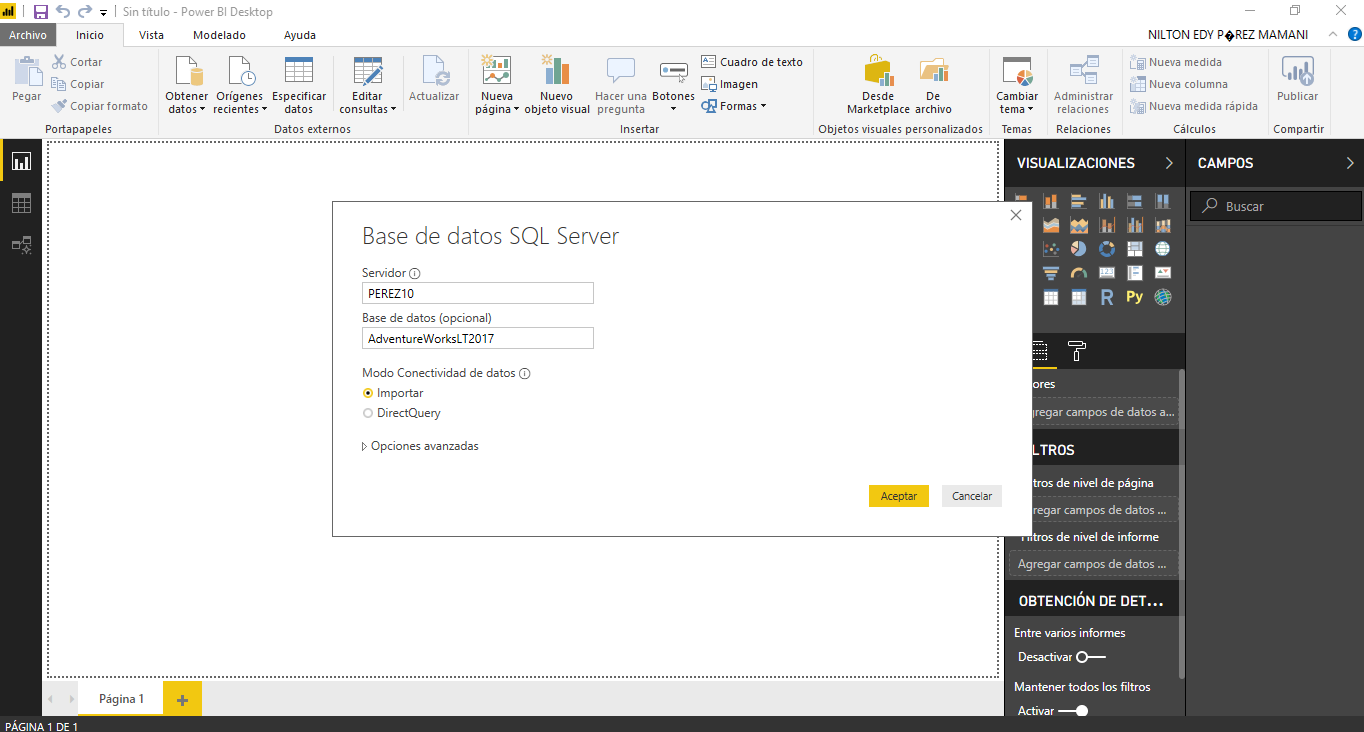 Sin título - Power BI Desktop
Archivo Inicio Vista Modelado Ayuda
NILTON EDY P�REZ MAMANI
Pegar
Cortar
Copiar
Copiar formato
Portapapeles
Obtener datos
Orígenes recientes
Especificar datos
Editar consultas
Datos externos
Actualizar
Nueva página
Nuevo objeto visual
Hacer una pregunta
Botones
Cuadro de texto
Imagen
Formas
Insertar
Desde Marketplace
De archivo
Objetos visuales personalizados
Cambiar tema
Temas
Administrar relaciones
Relaciones
Nueva medida
Nueva columna
Nueva medida rápida
Cálculos
Publicar
Compartir
Base de datos SQL Server
Servidor
PEREZ10
Base de datos (opcional)
AdventureWorksLT2017
Modo Conectividad de datos
Importar
DirectQuery
Opciones avanzadas
Aceptar Cancelar
VISUALIZACIONES
R Py
ores
regar campos de datos a...
LTROS
tros de nivel de página
regar campos de datos ...
Filtros de nivel de informe
Agregar campos de datos ...
OBTENCIÓN DE DET...
Entre varios informes
Desactivar
Mantener todos los filtros
Activar
CAMPOS
Buscar
Página 1
PÁGINA 1 DE 1